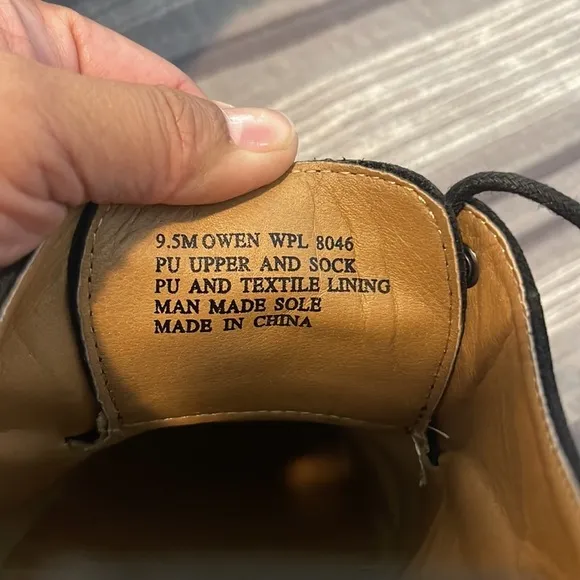 9.5M OWEN WPL 8046
PU UPPER AND SOCK
PU AND TEXTILE LINING
MAN MADE SOLE
MADE IN CHINA